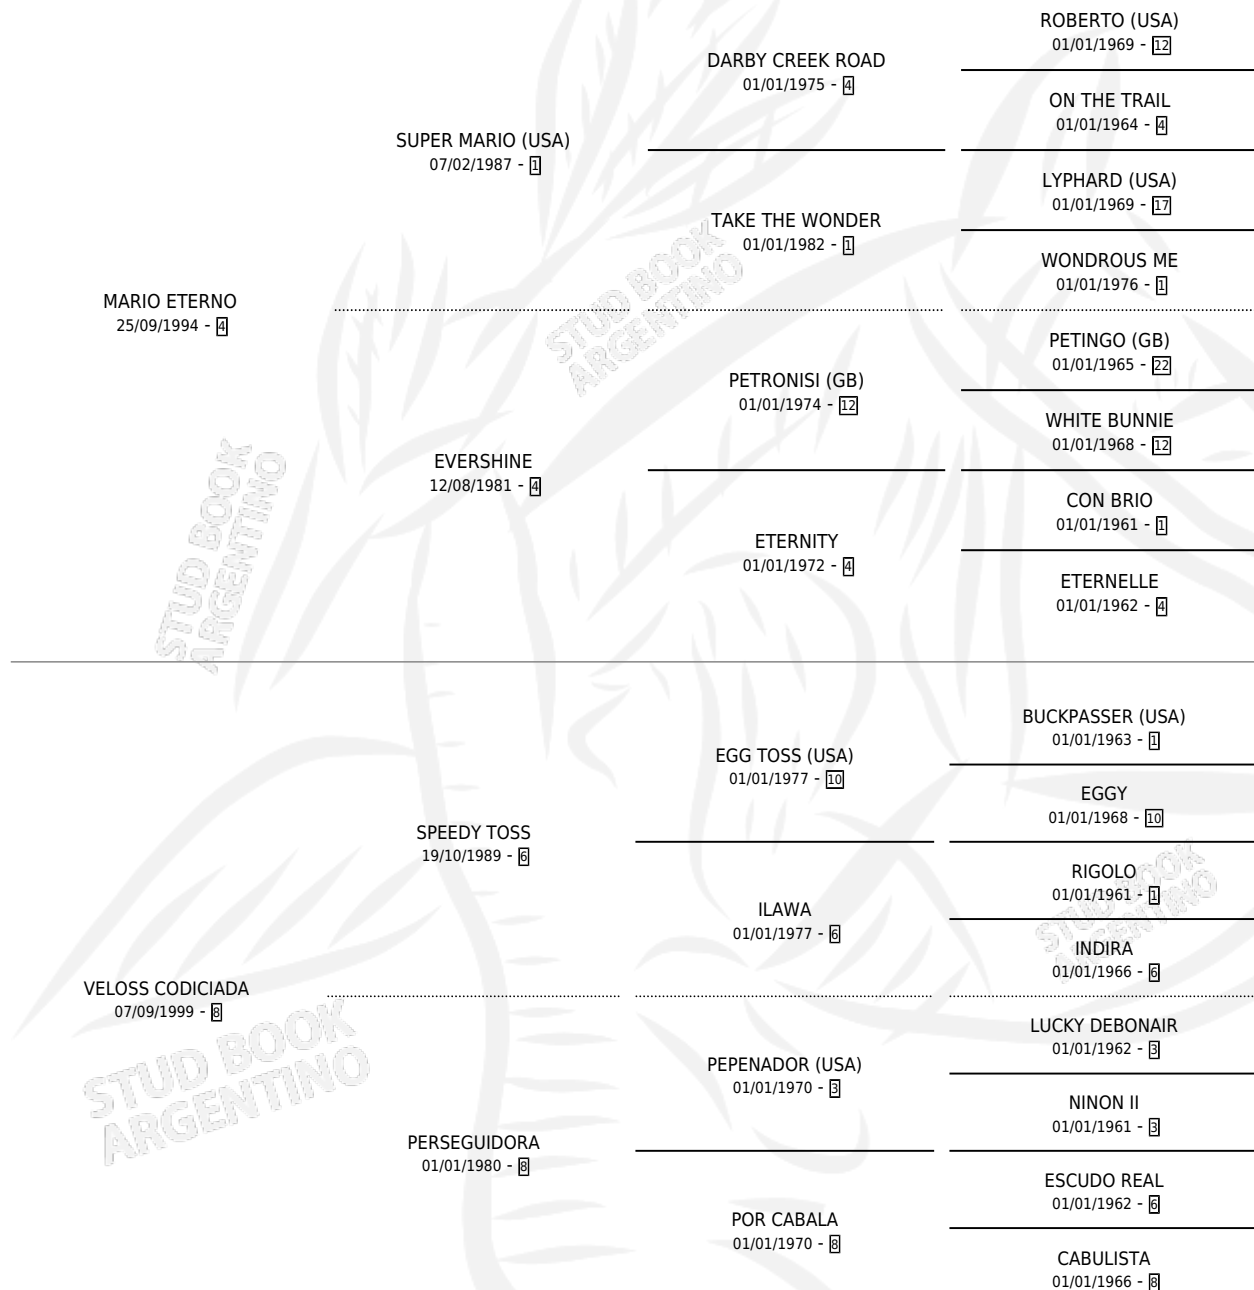 ROBERTO (USA)
01/01/1969 - 12
DARBY CREEK ROAD
01/01/1975 - 4
ON THE TRAIL
01/01/1964 - 4
SUPER MARIO (USA)
07/02/1987 - 1
LYPHARD (USA)
01/01/1969 - 17
TAKE THE WONDER
01/01/1982 - 1
WONDROUS ME
01/01/1976 - 1
MARIO ETERNO
25/09/1994 - 4
PETINGO (GB)
01/01/1965 - 22
PETRONISI (GB)
01/01/1974 - 12
WHITE BUNNIE
01/01/1968 - 12
EVERSHINE
12/08/1981 - 4
CON BRIO
01/01/1961 - 1
ETERNITY
01/01/1972 - 4
ETERNELLE
01/01/1962 - 4
BUCKPASSER (USA)
01/01/1963 - 1
EGG TOSS (USA)
01/01/1977 - 10
EGGY
01/01/1968 - 10
SPEEDY TOSS
19/10/1989 - 6
RIGOLO
01/01/1961 - 1
ILAWA
01/01/1977 - 6
INDIRA
01/01/1966 - 6
VELOSS CODICIADA
07/09/1999 - 8
LUCKY DEBONAIR
01/01/1962 - 3
PEPENADOR (USA)
01/01/1970 - 3
NINON II
01/01/1961 - 3
PERSEGUIDORA
01/01/1980 - 8
ESCUDO REAL
01/01/1962 - 6
POR CABALA
01/01/1970 - 8
CABULISTA
01/01/1966 - 8
STUD BOOK
ARGENTINO
STUD BOOK
ARGENTINO
STUD BOOK
ARGENTINO
STUD BOOK
ARGENTINO